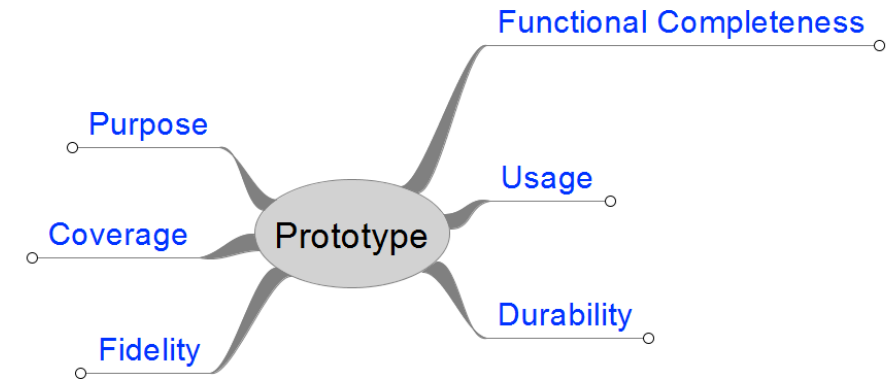 Functional Completeness
Purpose
Usage
Coverage
Prototype
Durability
Fidelity